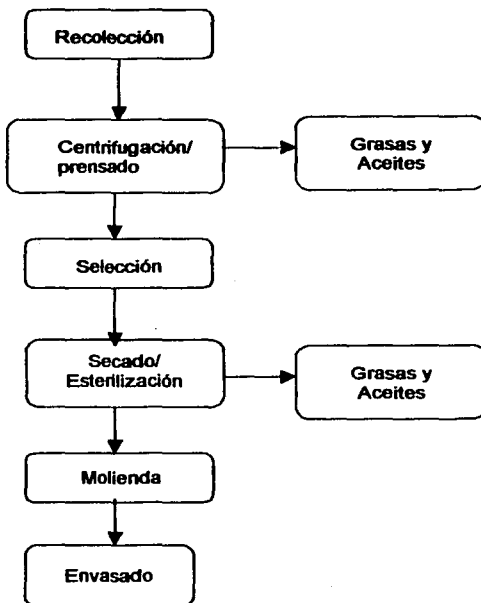 Recolección
Centrifugación/
prensado
Grasas y
Aceites
Selección
Secado/
Esterilización
Grasas y
Aceites
Molienda
Envasado